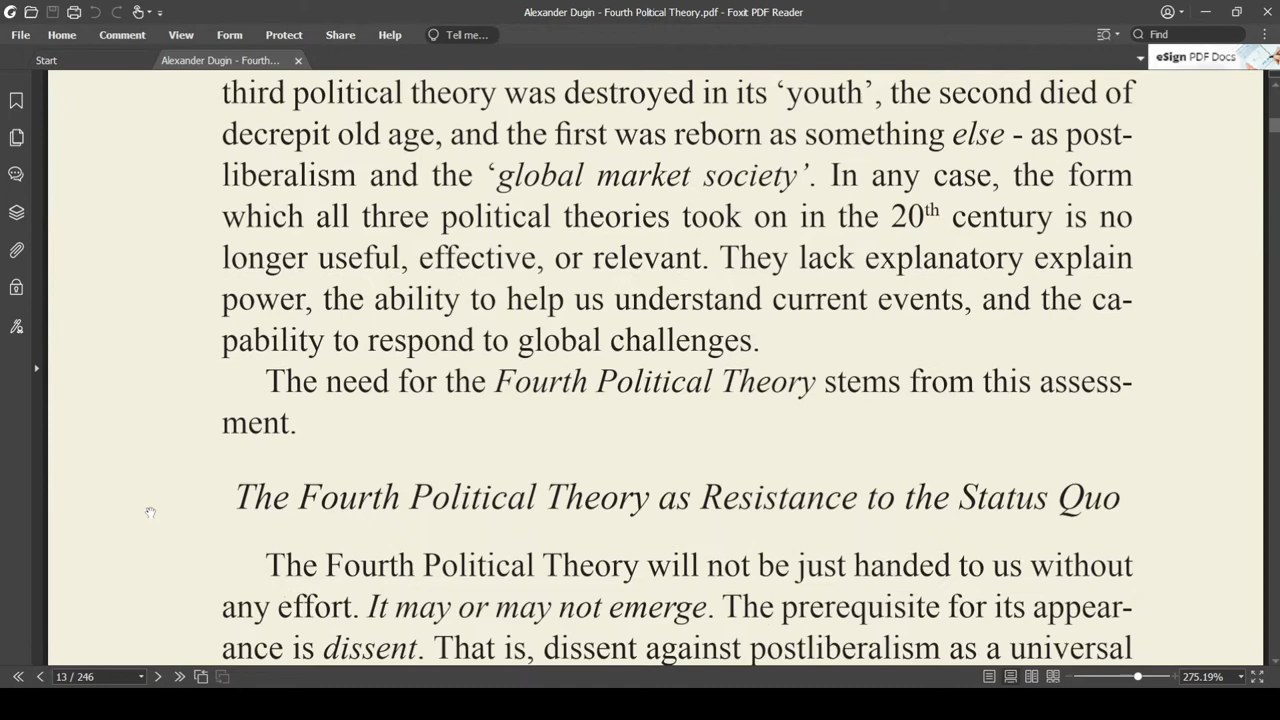 Alexander Dugin - Fourth Poltical Theory.pdf - Foxit PDF Reader
File Home Comment View Form Protect Share Help Tell me... Find
Start Alexander Dugin - Fourth... eSign PDF Docs
third political theory was destroyed in its ‘youth’, the second died of
decrepit old age, and the first was reborn as something else - as post-
liberalism and the ‘global market society’. In any case, the form
which all three political theories took on in the 20th century is no
longer useful, effective, or relevant. They lack explanatory explain
power, the ability to help us understand current events, and the ca-
pability to respond to global challenges.
The need for the Fourth Political Theory stems from this assess-
ment.
The Fourth Political Theory as Resistance to the Status Quo
The Fourth Political Theory will not be just handed to us without
any effort. It may or may not emerge. The prerequisite for its appear-
ance is dissent. That is, dissent against postliberalism as a universal
13 / 246 275.19%